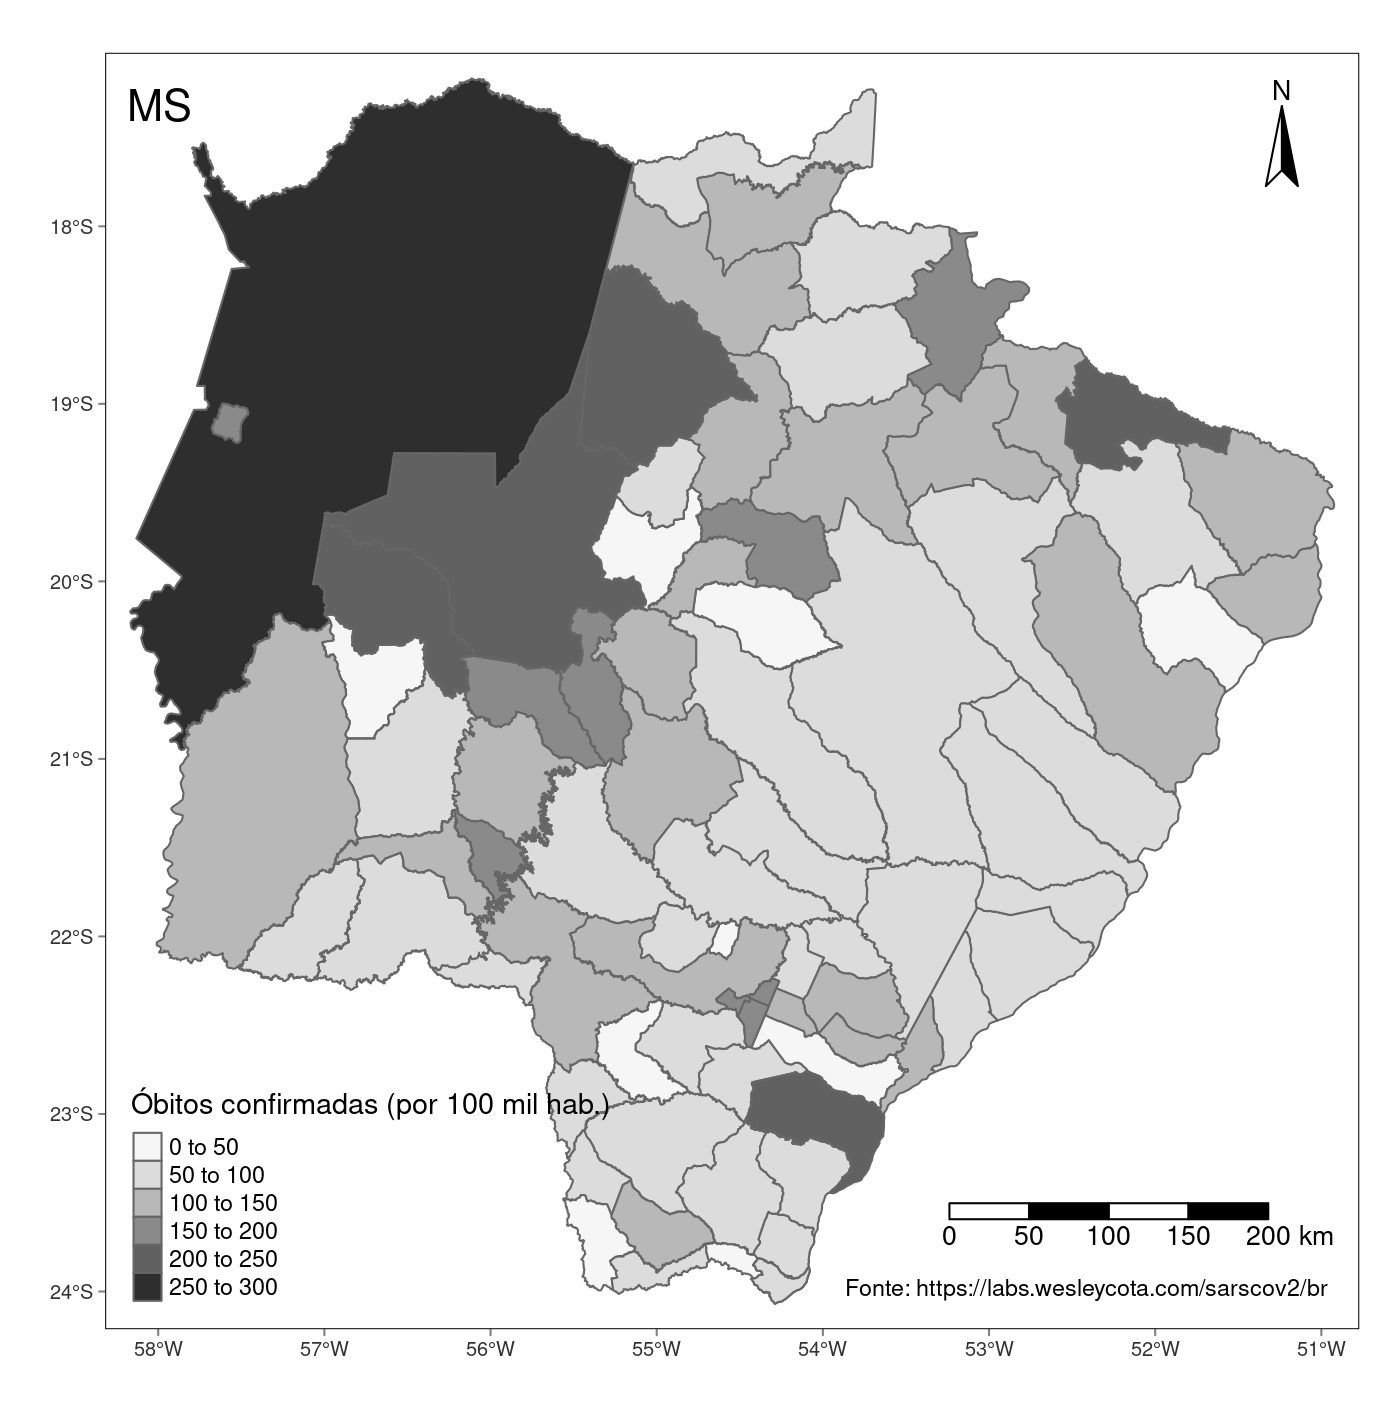 MS
N
18°S
19°S
20°S
21°S
22°S
23°S
24°S
Óbitos confirmadas (por 100 mil hab.)
0 to 50
50 to 100
100 to 150
150 to 200
200 to 250
250 to 300
0 50 100 150 200 km
Fonte: https://labs.wesleycota.com/sarscov2/br
58°W 57°W 56°W 55°W 54°W 53°W 52°W 51°W